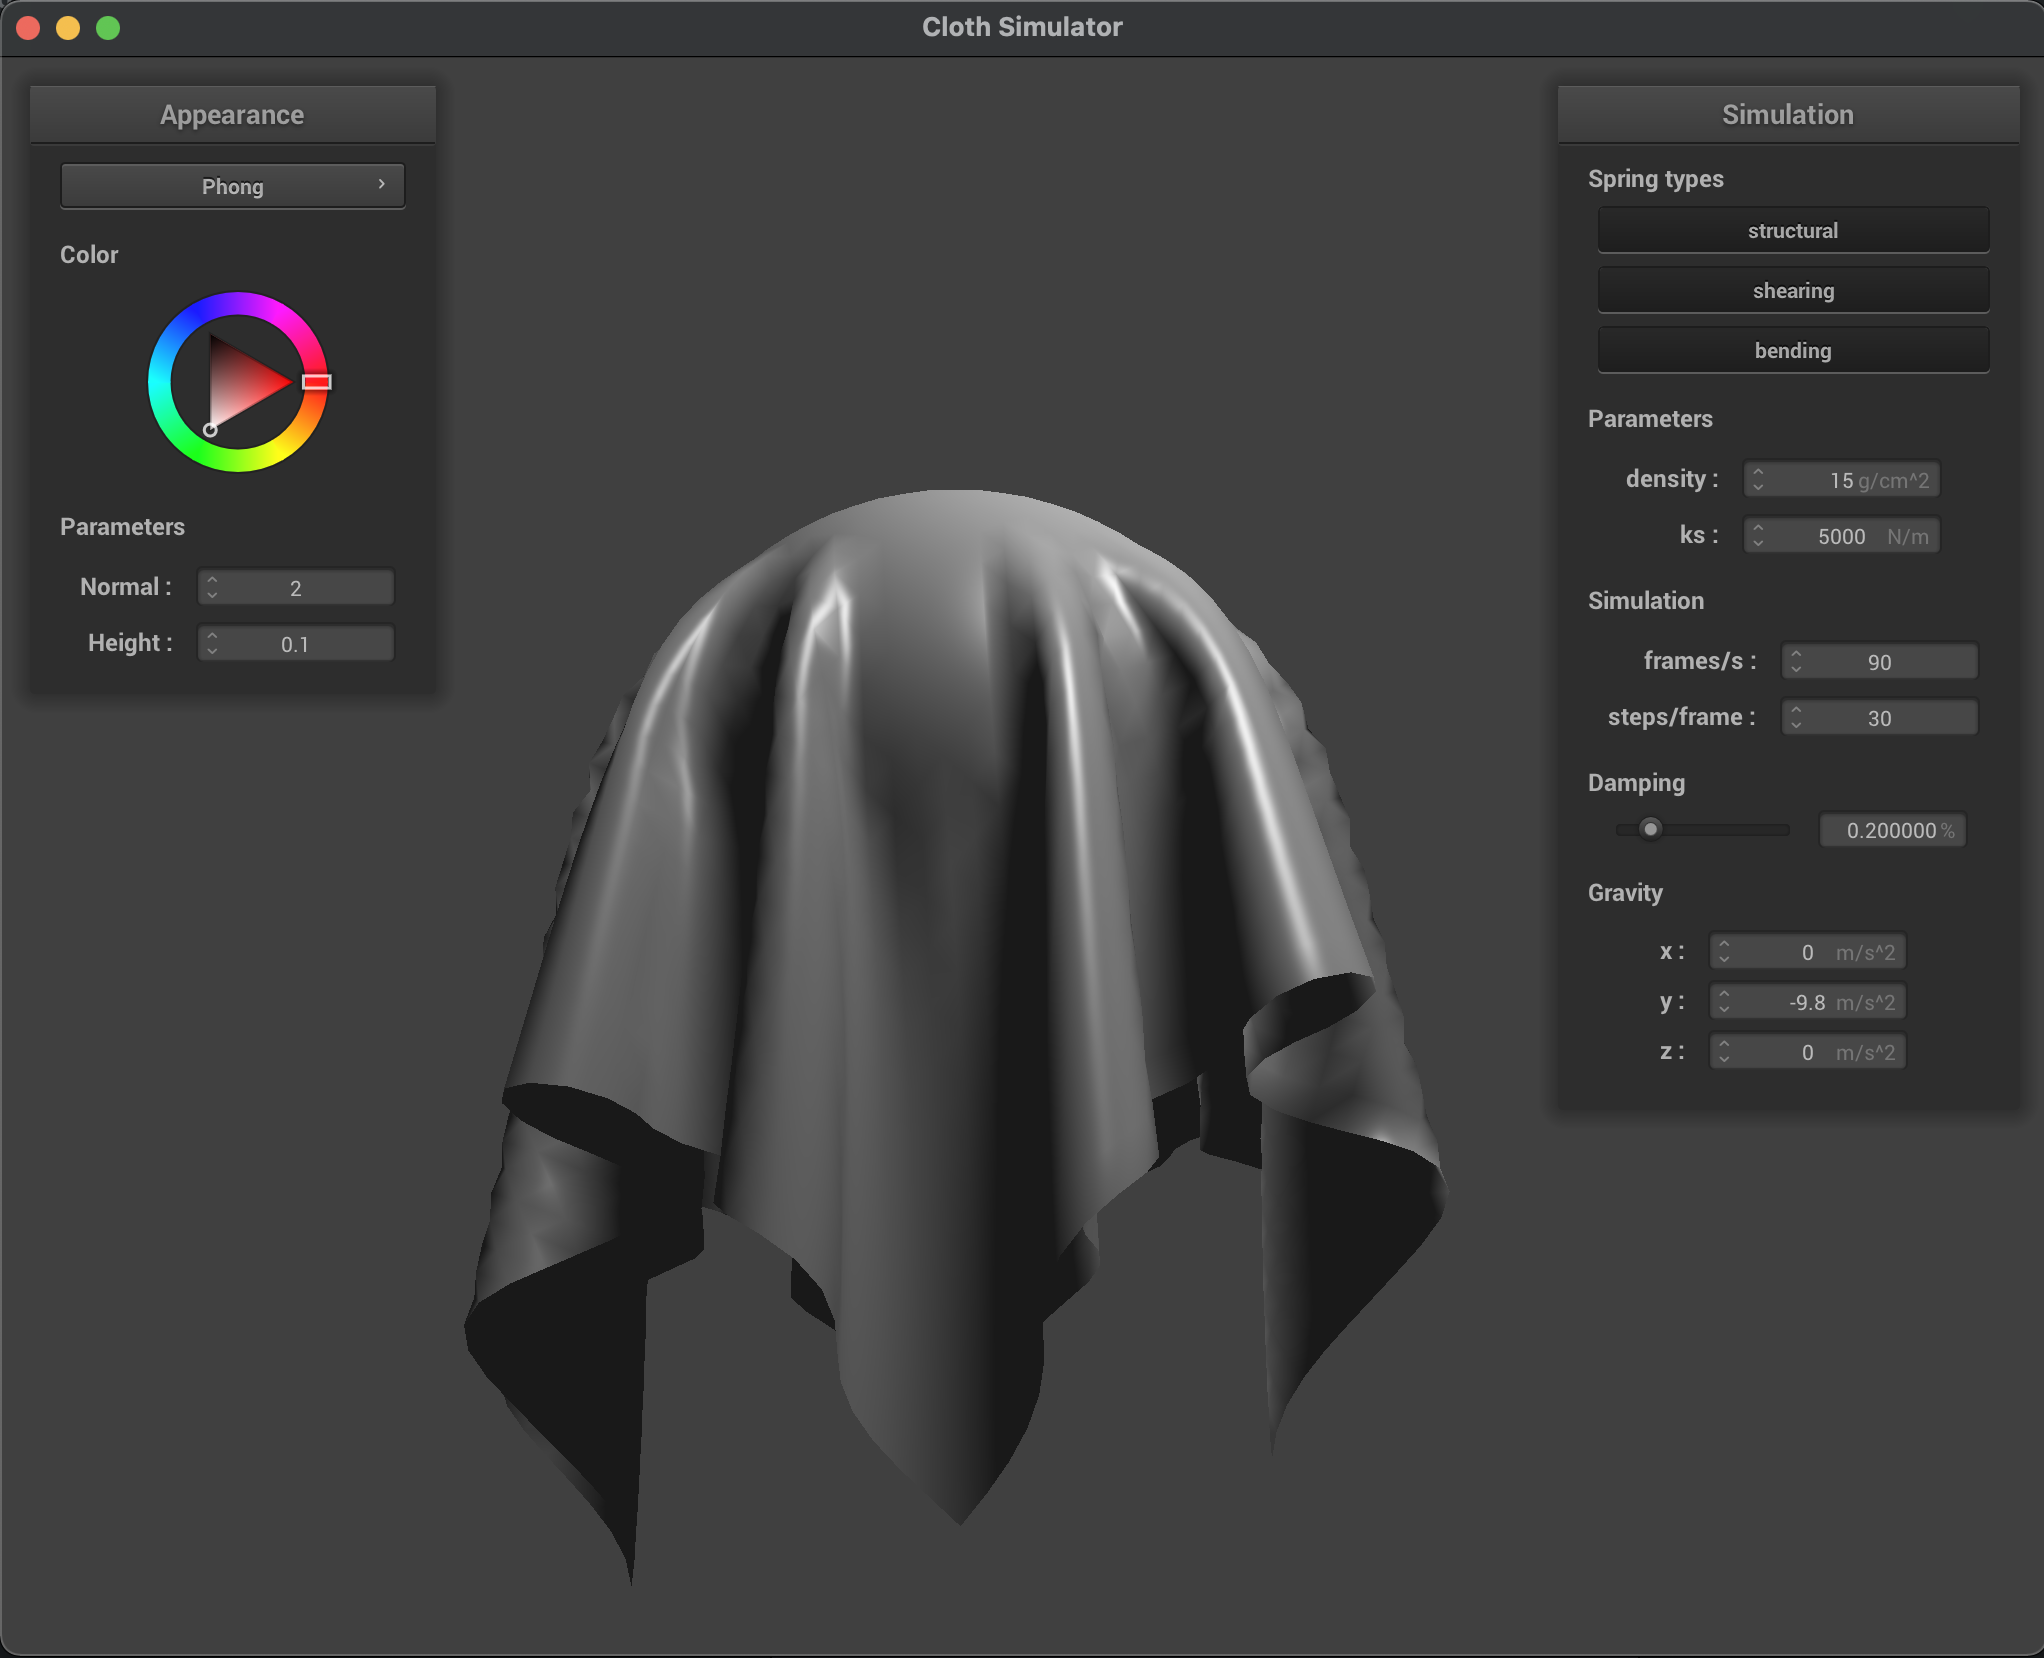 Cloth Simulator
Appearance
Phong
Color
Parameters
Normal : 2
Height : 0.1
Simulation
Spring types
structural
shearing
bending
Parameters
density : 15 g/cm^2
ks : 5000 N/m
Simulation
frames/s : 90
steps/frame : 30
Damping
0.200000 %
Gravity
x : 0 m/s^2
y : -9.8 m/s^2
z : 0 m/s^2